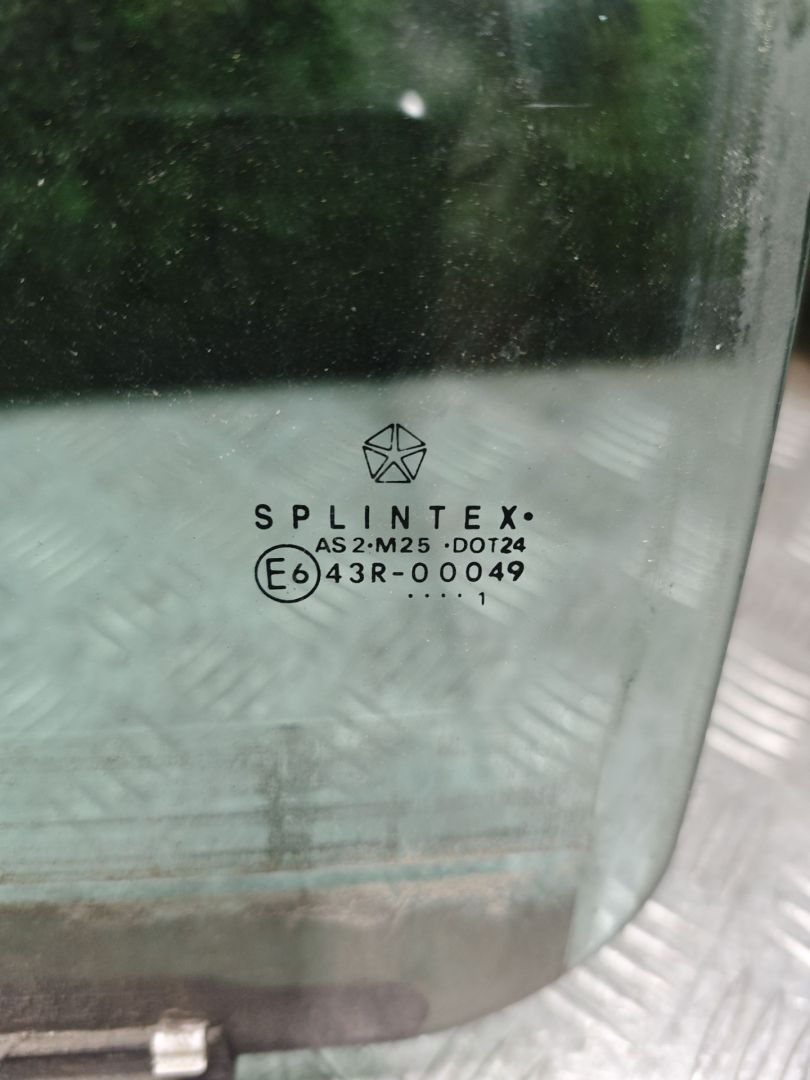 SPLINTEX•
AS2•M25 •DOT24
E6 43R-00049
.... 1